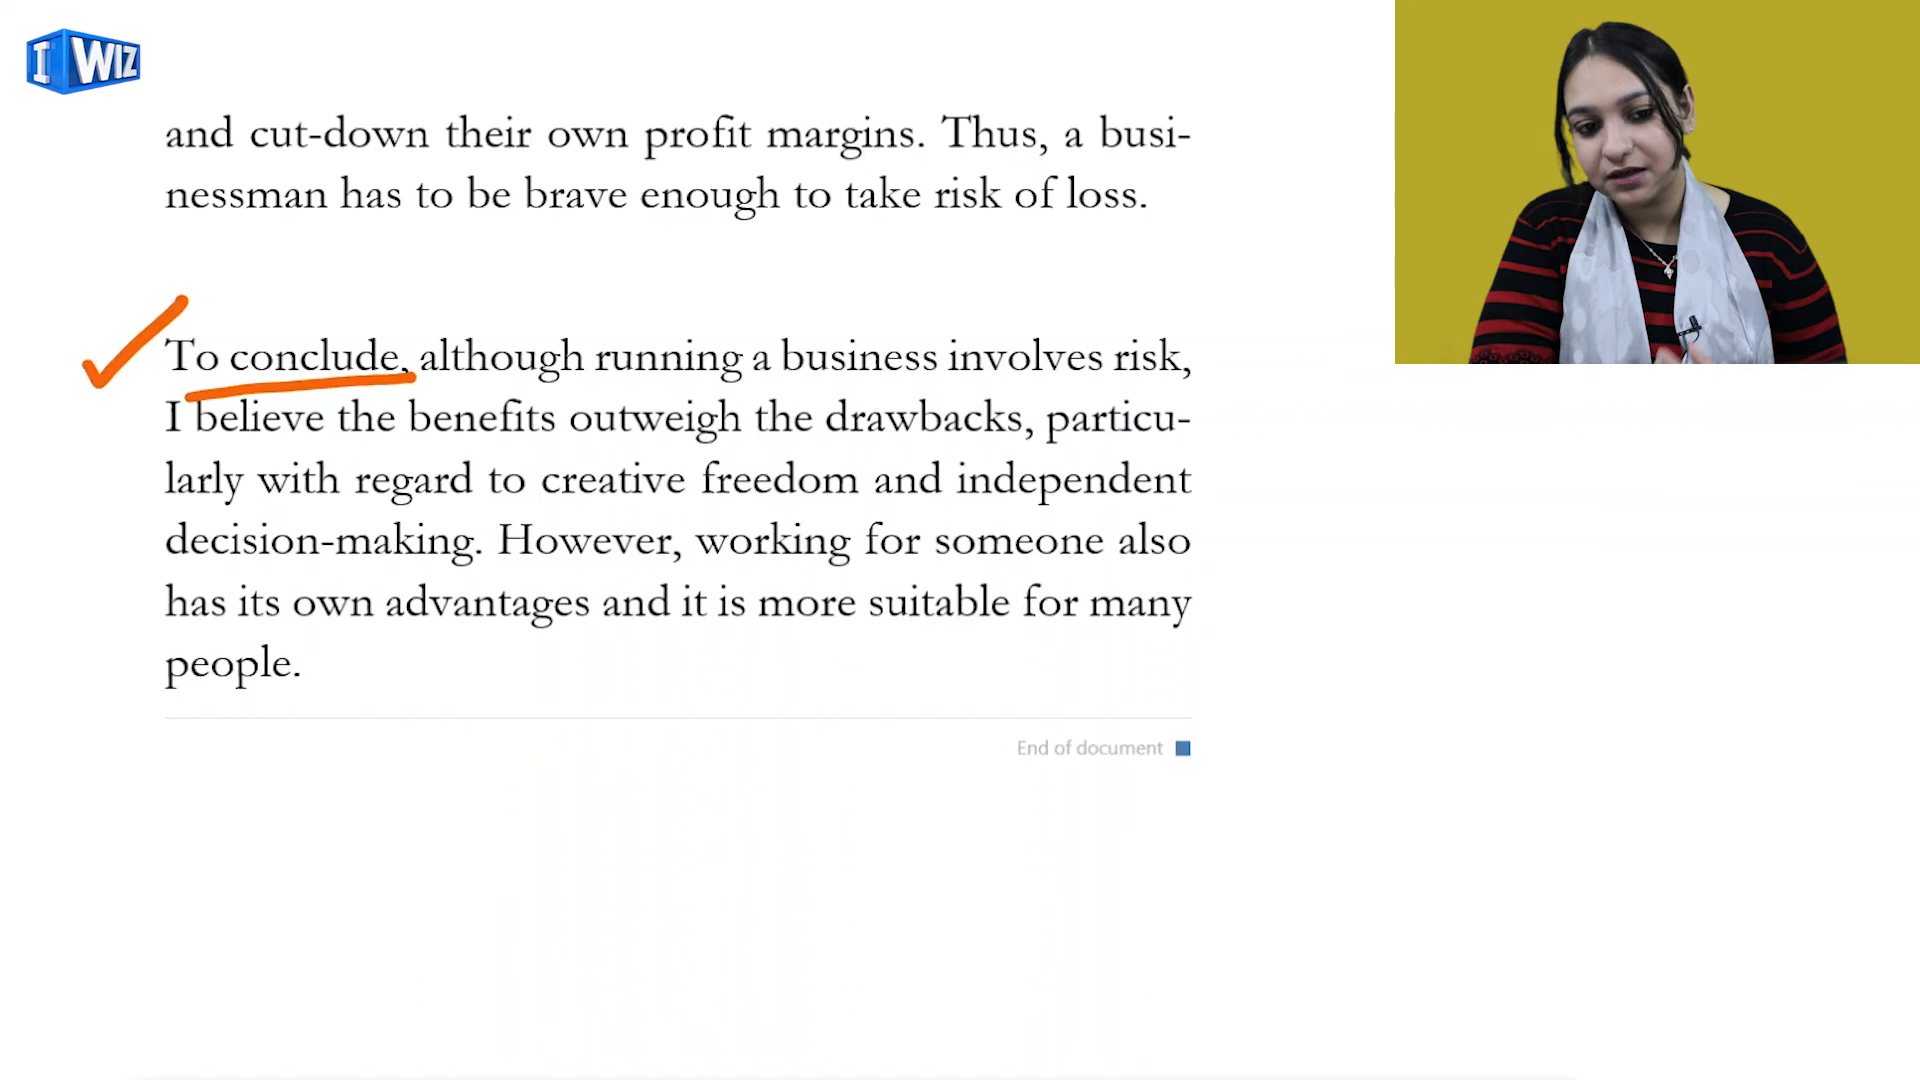 I WIZ
and cut-down their own profit margins. Thus, a busi-
nessman has to be brave enough to take risk of loss.
To conclude, although running a business involves risk,
I believe the benefits outweigh the drawbacks, particu-
larly with regard to creative freedom and independent
decision-making. However, working for someone also
has its own advantages and it is more suitable for many
people.
End of document